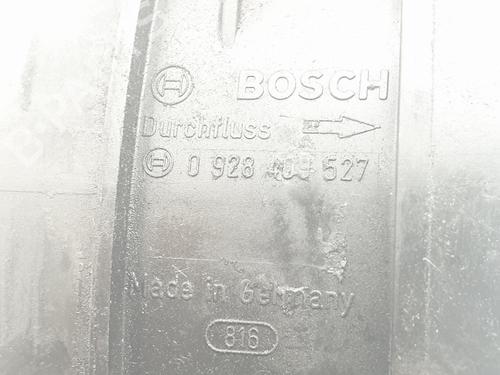 BOSCH
Durchfluss
0 928 400 527
Made in Germany
816